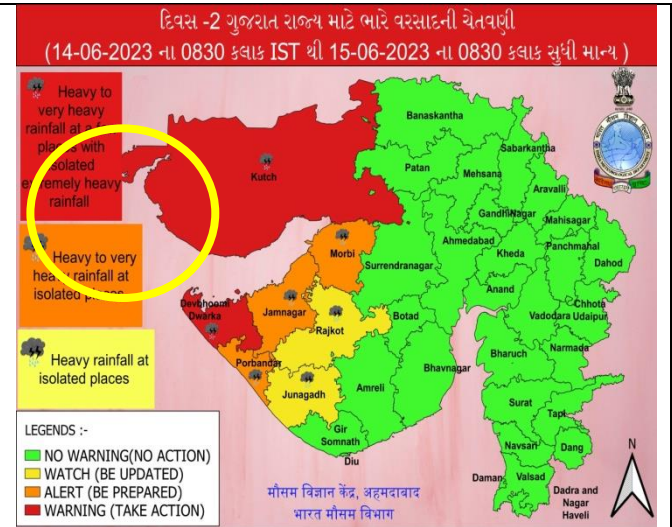 દિવસ -2 ગુજરાત રાજ્ય માટે ભારે વરસાદની ચેતવણી
(14-06-2023 ના 0830 કલાક IST થી 15-06-2023 ના 0830 કલાક સુધી માન્ય )
Heavy to
very heavy
rainfall at a
places with
isolated
extremely heavy
rainfall
Heavy to very
heavy rainfall at
isolated places
Heavy rainfall at
isolated places
Banaskantha
Sabarkantha
Patan
Mehsana
Aravalli
Kutch
GandhiNagar
Mahisagar
Ahmedabad
Panchmahal
Kheda
Dahod
Morbi
Surrendranagar
Anand
Chhota
Udaipur
Vadodara
Devbhoomi
Dwarka
Jamnagar
Rajkot
Botad
Narmada
Bharuch
Porbandar
Bhavnagar
Junagadh
Amreli
Surat
Tapi
Gir
Somnath
Diu
Navsari
Dang
Daman
Valsad
Dadra and
Nagar
Haveli
N
LEGENDS :-
NO WARNING(NO ACTION)
WATCH (BE UPDATED)
ALERT (BE PREPARED)
WARNING (TAKE ACTION)
मौसम विज्ञान केंद्र, अहमदाबाद
भारत मौसम विभाग